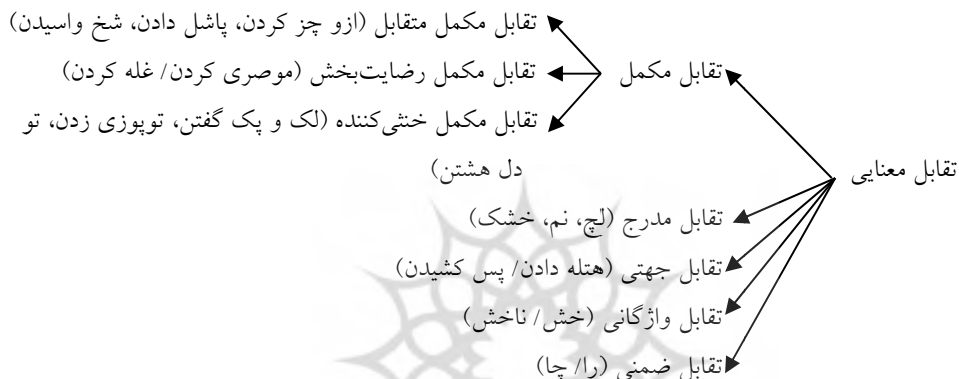 تقابل مکمل متقابل (ازو چز کردن، پاشل دادن، شخ واسیدن)
تقابل مکمل
تقابل مکمل رضایت‌بخش (موصری کردن/ غله کردن)
تقابل مکمل خنثی‌کننده (لک و پک گفتن، توپوزی زدن، تو
دل هشتن)
تقابل معنایی
تقابل مدرج (لچ، نم، خشک)
تقابل جهتی (هتله دادن/ پس کشیدن)
تقابل واژگانی (خش/ ناخش)
تقابل ضمنی (را/ چا)